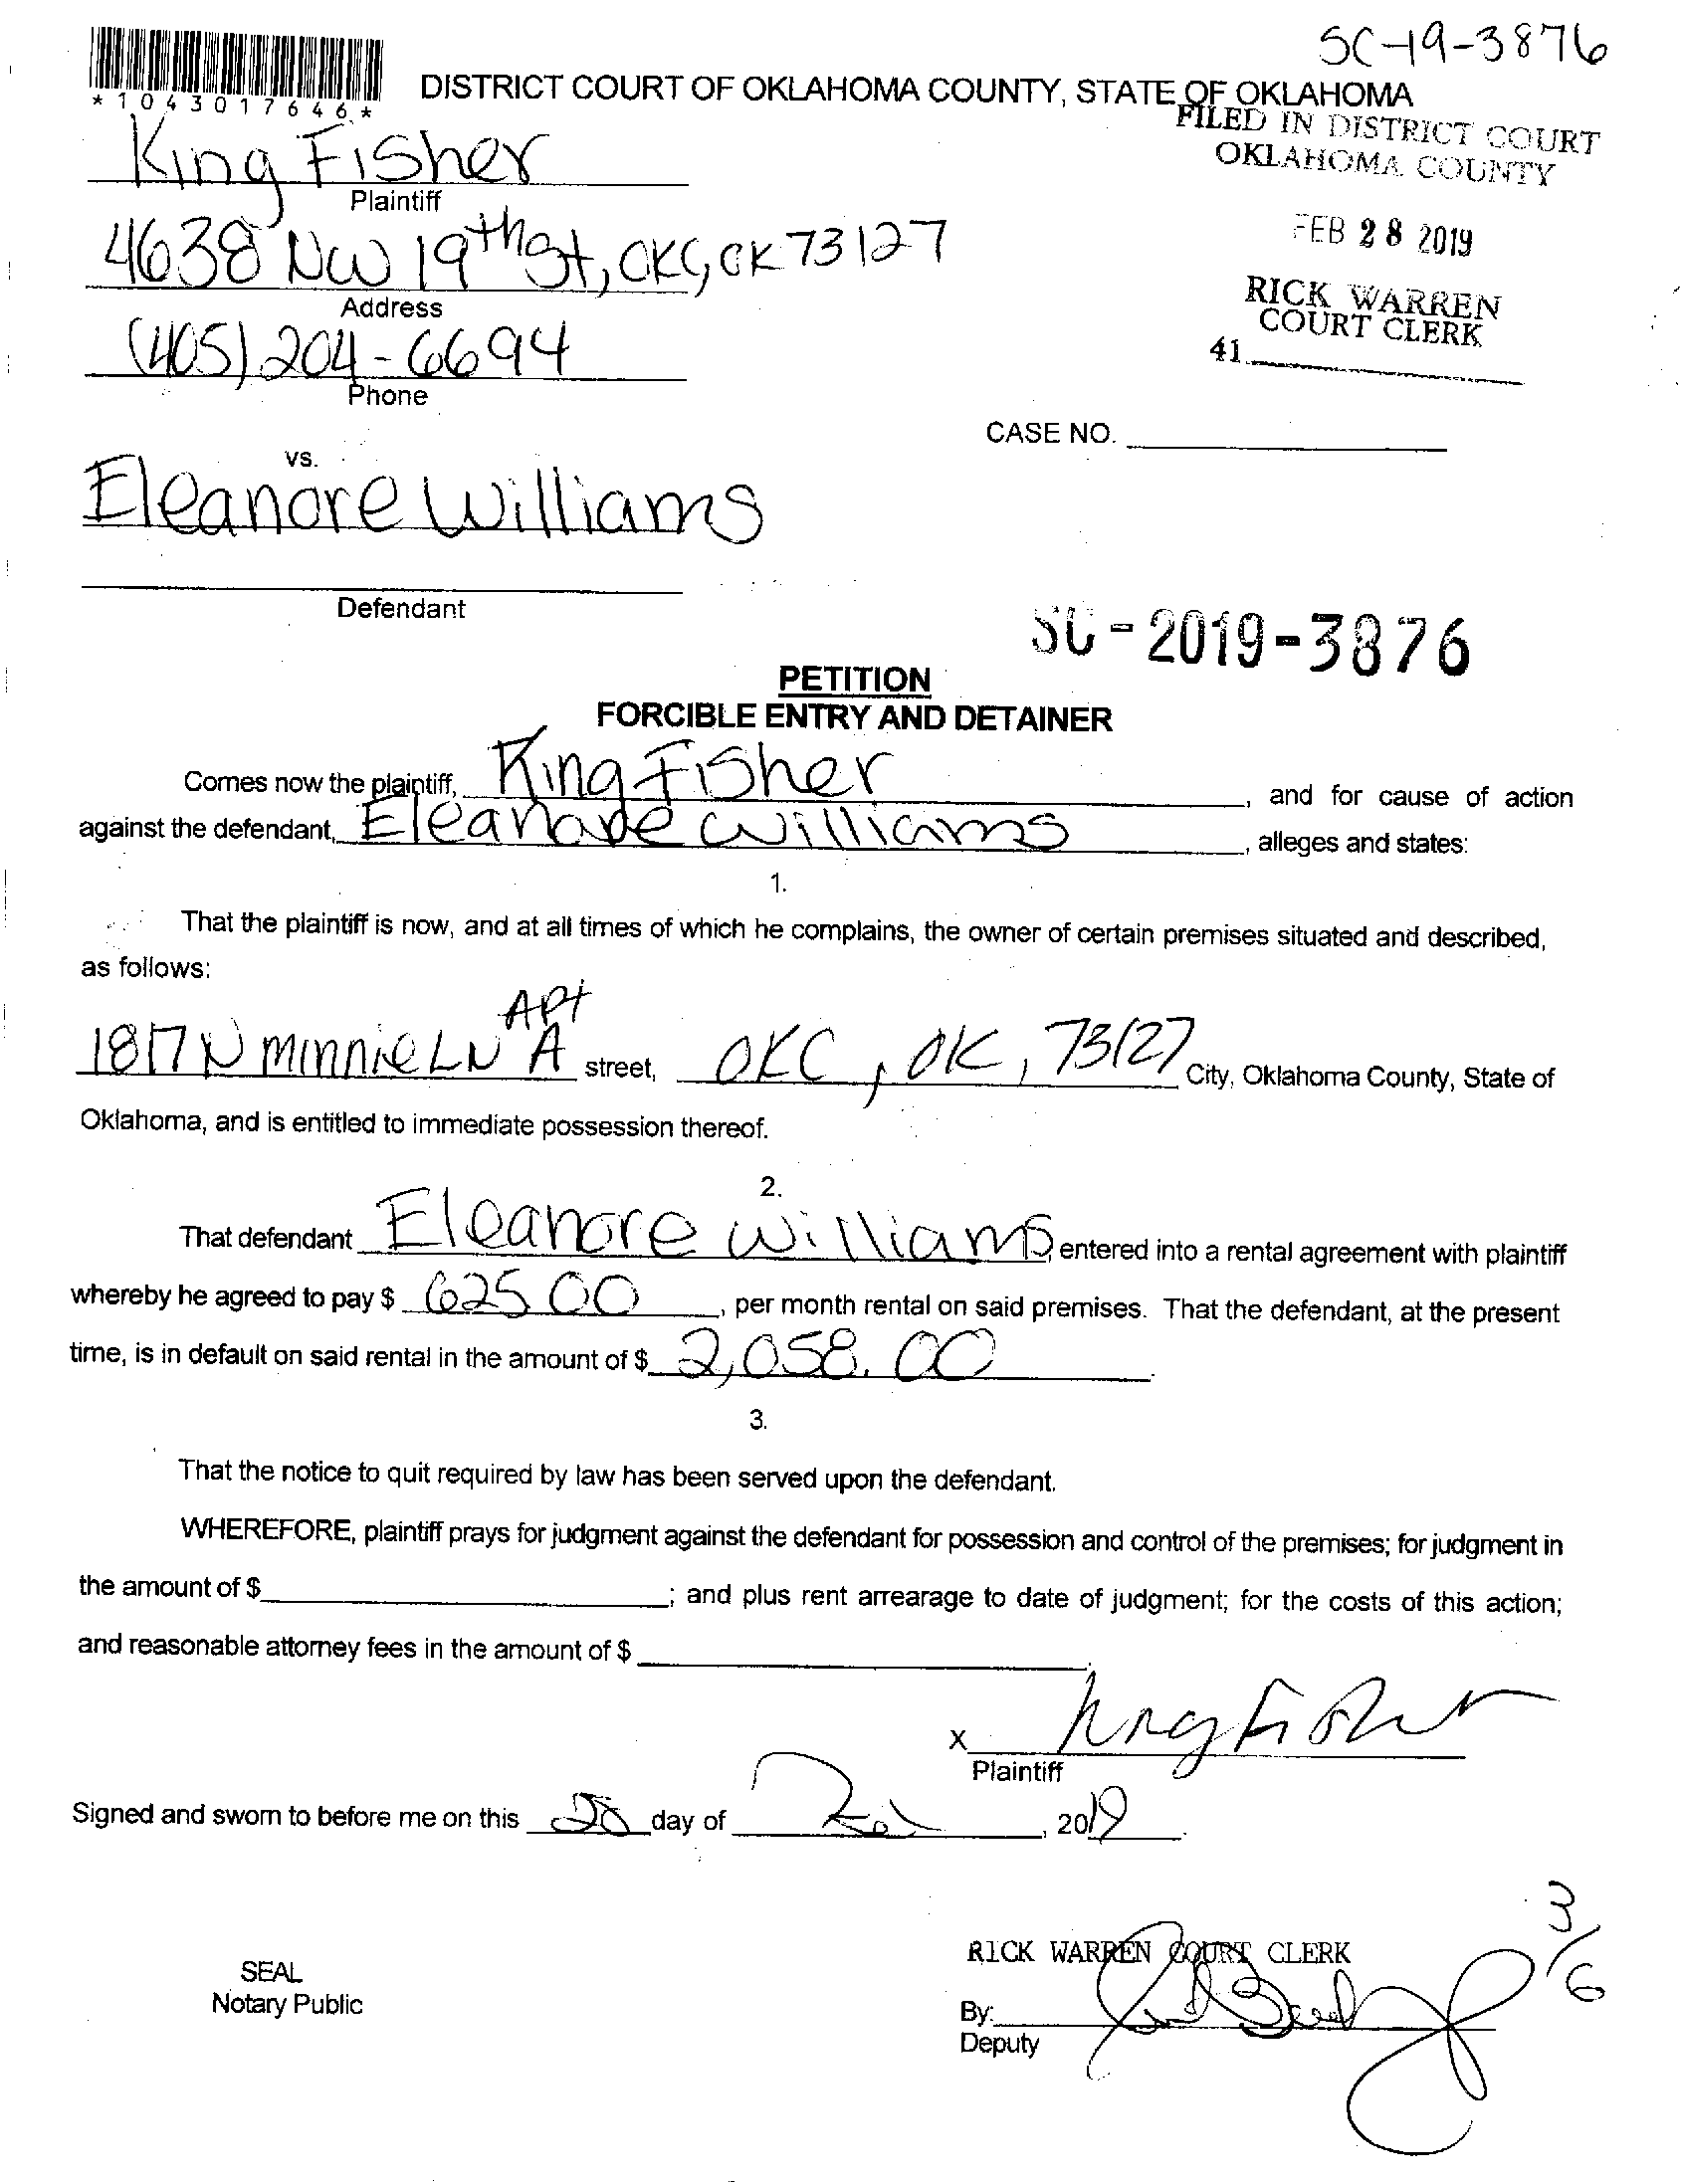 SC-19-3876
*1043017646*
DISTRICT COURT OF OKLAHOMA COUNTY, STATE OF OKLAHOMA
FILED IN DISTRICT COURT
OKLAHOMA COUNTY
King Fisher
Plaintiff
4638 NW 19th St, OKC, OK 73127
Address
FEB 28 2019
RICK WARREN
COURT CLERK
41
(405) 204-6694
Phone
CASE NO.
vs.
Eleanore Williams
Defendant
SC-2019-3876
PETITION
FORCIBLE ENTRY AND DETAINER
Comes now the plaintiff, King Fisher, and for cause of action
against the defendant, Eleanore Williams, alleges and states:
1.
That the plaintiff is now, and at all times of which he complains, the owner of certain premises situated and described,
as follows:
Apt
1817 N Minnie LN A street, OKC, OK, 73127 City, Oklahoma County, State of
Oklahoma, and is entitled to immediate possession thereof.
2.
That defendant Eleanore Williams entered into a rental agreement with plaintiff
whereby he agreed to pay $ 625 00, per month rental on said premises. That the defendant, at the present
time, is in default on said rental in the amount of $ 2,058.00.
3.
That the notice to quit required by law has been served upon the defendant.
WHEREFORE, plaintiff prays for judgment against the defendant for possession and control of the premises; for judgment in
the amount of $ ; and plus rent arrearage to date of judgment; for the costs of this action;
and reasonable attorney fees in the amount of $ .
X King Fisher
Plaintiff
Signed and sworn to before me on this 28 day of Feb, 2019.
3/6
RICK WARREN COURT CLERK
SEAL
Notary Public
By:
Deputy